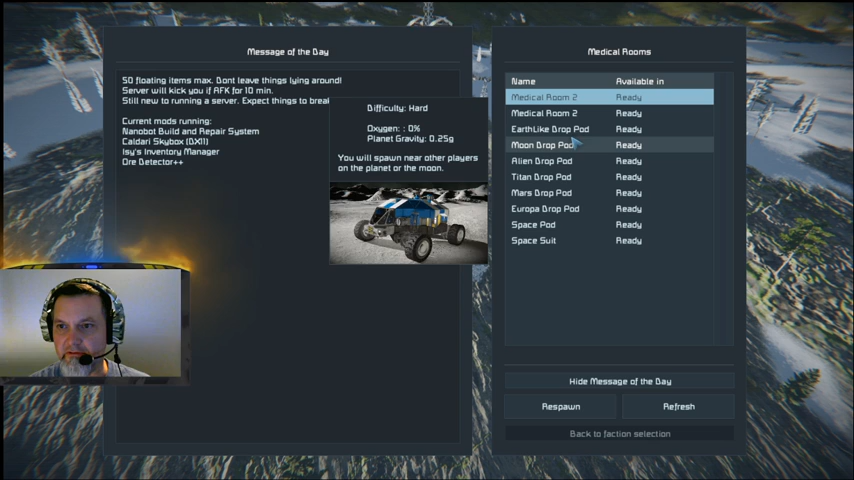 Message of the Day
50 floating items max. Dont leave things lying around!
Server will kick you if AFK for 10 min.
Still new to running a server. Expect things to break
Current mods running:
Nanobot Build and Repair System
Caldari Skybox (DX11)
Isy's Inventory Manager
Ore Detector++
Difficulty: Hard
Oxygen: : 0%
Planet Gravity: 0.25g
You will spawn near other players
on the planet or the moon.
Medical Rooms
Name Available in
Medical Room 2 Ready
Medical Room 2 Ready
EarthLike Drop Pod Ready
Moon Drop Pod Ready
Alien Drop Pod Ready
Titan Drop Pod Ready
Mars Drop Pod Ready
Europa Drop Pod Ready
Space Pod Ready
Space Suit Ready
Hide Message of the Day
Respawn Refresh
Back to faction selection